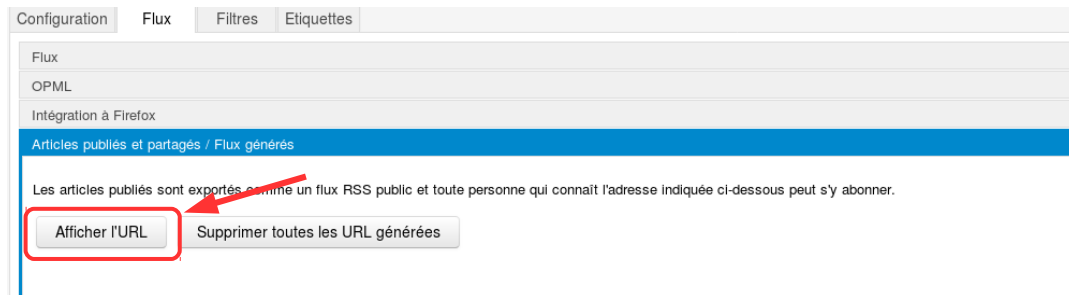 Configuration Flux Filtres Etiquettes
Flux
OPML
Intégration à Firefox
Articles publiés et partagés / Flux générés
Les articles publiés sont exportés comme un flux RSS public et toute personne qui connaît l'adresse indiquée ci-dessous peut s'y abonner.
Afficher l'URL Supprimer toutes les URL générées